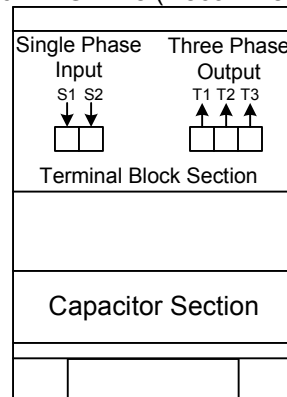 Single Phase Three Phase
Input Output
S1 S2 T1 T2 T3
Terminal Block Section
Capacitor Section